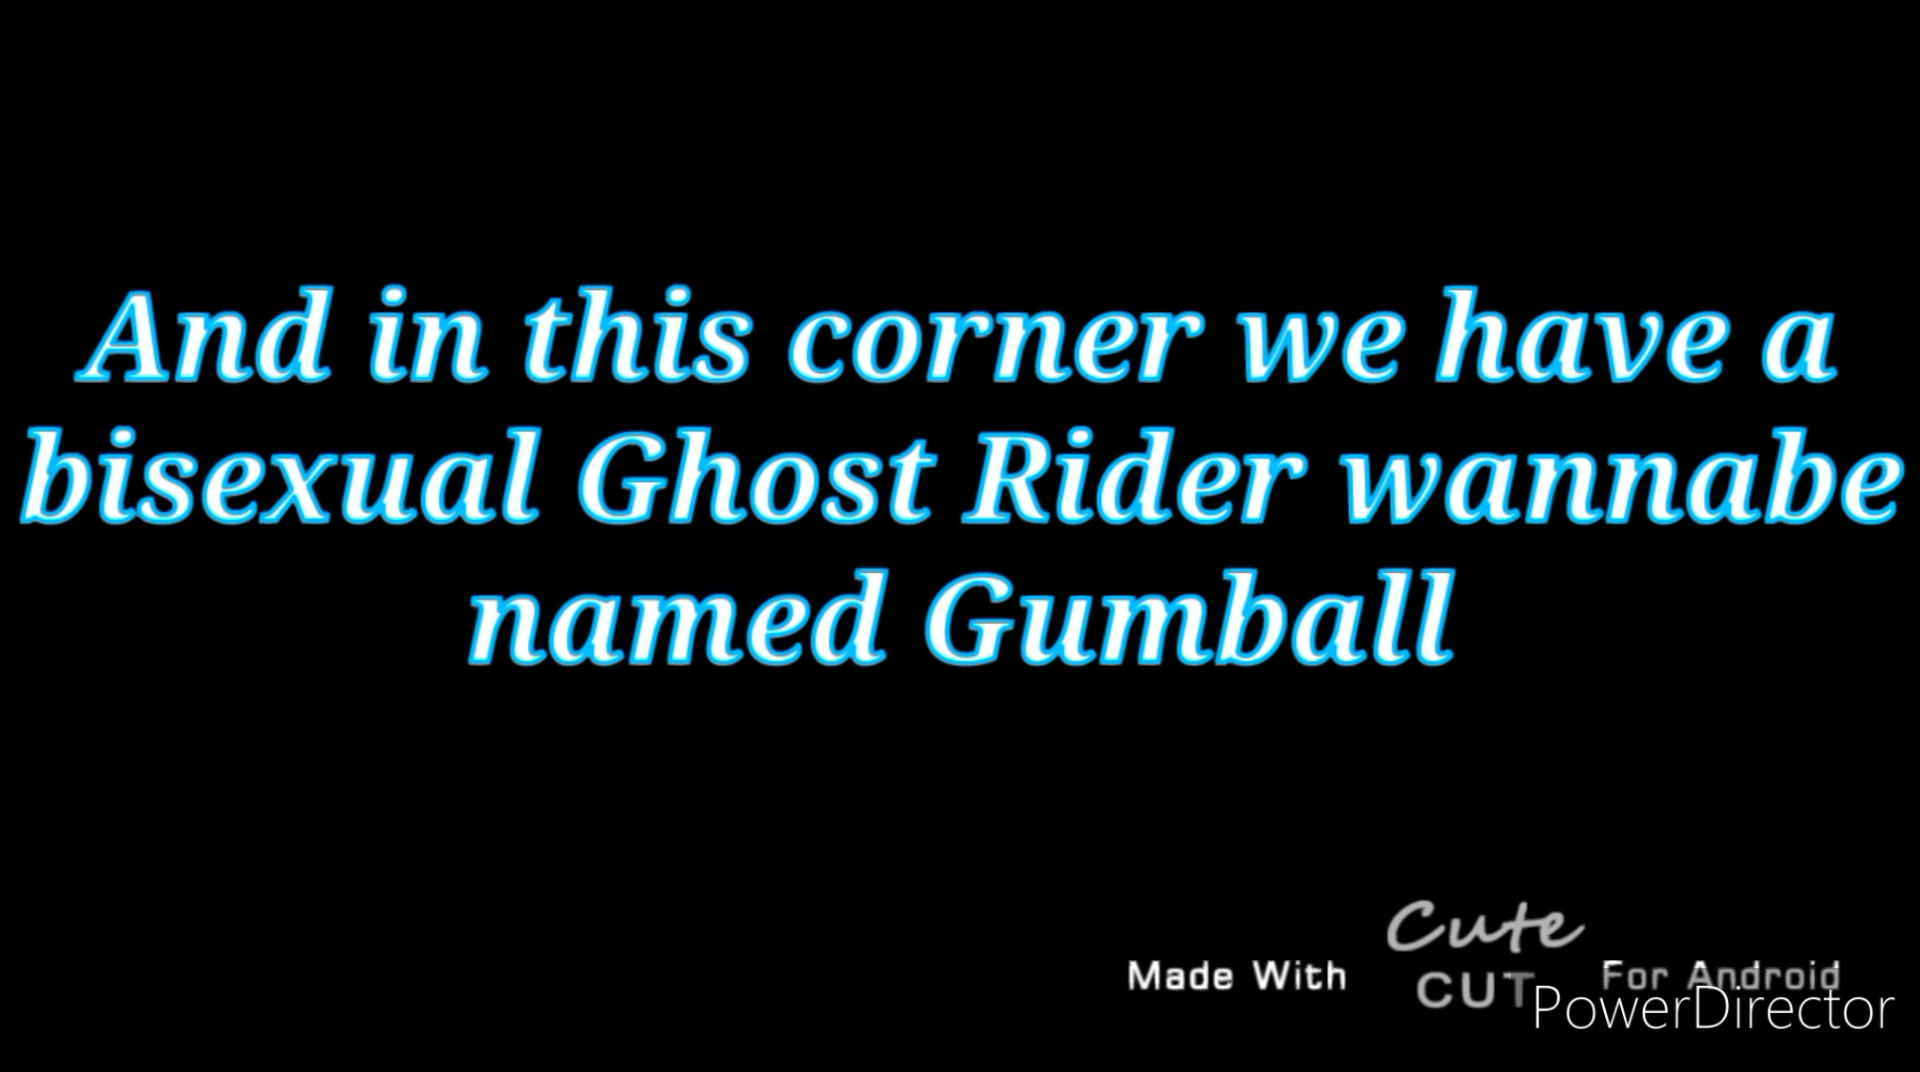 And in this corner we have a
bisexual Ghost Rider wannabe
named Gumball
Cute
Made With CUT For Android
PowerDirector